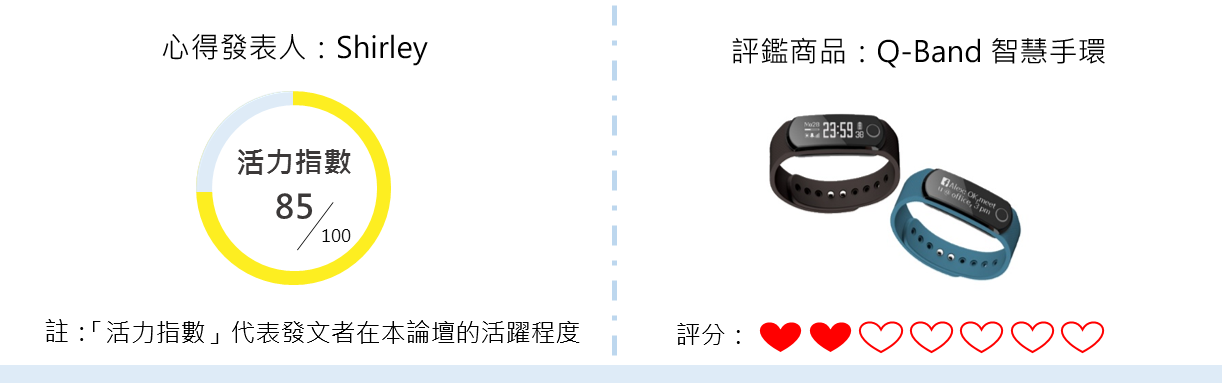 心得發表人：Shirley
活力指數
85
100
註：「活力指數」代表發文者在本論壇的活躍程度
評鑑商品：Q-Band 智慧手環
23:59
38
Alex: OK, meet
@ office, 3 pm
評分：